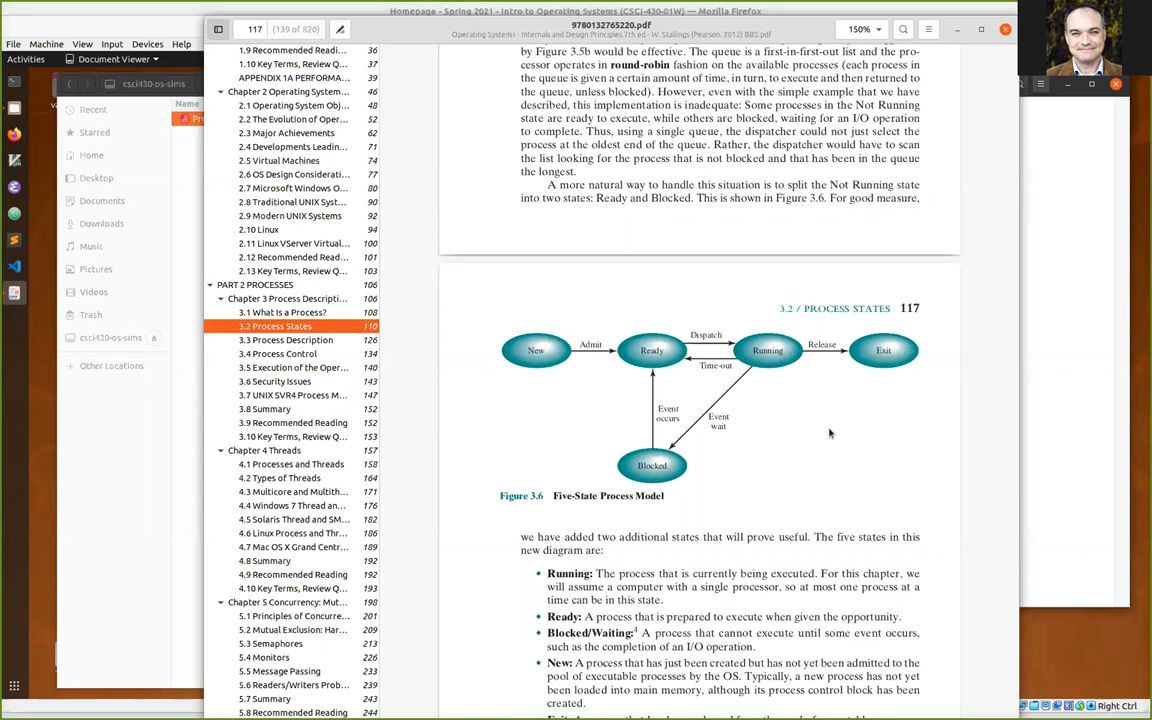 Homepage - Spring 2021 - Intro to Operating Systems (CSCI-430-01W) — Mozilla Firefox
117 (139 of 920)
9780132765220.pdf
Operating Systems - Internals and Design Principles 7th ed - W. Stallings (Pearson, 2012) BBS.pdf
150%
File Machine View Input Devices Help
Activities Document Viewer
csci430-os-sims
Name
Recent
Starred
Home
Desktop
Documents
Downloads
Music
Pictures
Videos
Trash
csci430-os-sims
Other Locations
1.9 Recommended Readi... 36
1.10 Key Terms, Review Q... 37
APPENDIX 1A PERFORMA... 39
Chapter 2 Operating System... 46
2.1 Operating System Obj... 48
2.2 The Evolution of Oper... 52
2.3 Major Achievements 62
2.4 Developments Leadin... 71
2.5 Virtual Machines 74
2.6 OS Design Considerati... 77
2.7 Microsoft Windows O... 80
2.8 Traditional UNIX Syst... 90
2.9 Modern UNIX Systems 92
2.10 Linux 94
2.11 Linux VServer Virtual... 100
2.12 Recommended Read... 101
2.13 Key Terms, Review Q... 103
PART 2 PROCESSES 106
Chapter 3 Process Descripti... 106
3.1 What Is a Process? 108
3.2 Process States 110
3.3 Process Description 126
3.4 Process Control 134
3.5 Execution of the Oper... 140
3.6 Security Issues 143
3.7 UNIX SVR4 Process M... 147
3.8 Summary 152
3.9 Recommended Reading 152
3.10 Key Terms, Review Q... 153
Chapter 4 Threads 157
4.1 Processes and Threads 158
4.2 Types of Threads 164
4.3 Multicore and Multith... 171
4.4 Windows 7 Thread an... 176
4.5 Solaris Thread and SM... 182
4.6 Linux Process and Thr... 186
4.7 Mac OS X Grand Centr... 189
4.8 Summary 192
4.9 Recommended Reading 192
4.10 Key Terms, Review Q... 193
Chapter 5 Concurrency: Mut... 198
5.1 Principles of Concurre... 201
5.2 Mutual Exclusion: Har... 209
5.3 Semaphores 213
5.4 Monitors 226
5.5 Message Passing 233
5.6 Readers/Writers Prob... 239
5.7 Summary 243
5.8 Recommended Reading 244
by Figure 3.5b would be effective. The queue is a first-in-first-out list and the pro-
cessor operates in round-robin fashion on the available processes (each process in
the queue is given a certain amount of time, in turn, to execute and then returned to
the queue, unless blocked). However, even with the simple example that we have
described, this implementation is inadequate: Some processes in the Not Running
state are ready to execute, while others are blocked, waiting for an I/O operation
to complete. Thus, using a single queue, the dispatcher could not just select the
process at the oldest end of the queue. Rather, the dispatcher would have to scan
the list looking for the process that is not blocked and that has been in the queue
the longest.
A more natural way to handle this situation is to split the Not Running state
into two states: Ready and Blocked. This is shown in Figure 3.6. For good measure,
3.2 / PROCESS STATES 117
New
Admit
Ready
Dispatch
Time-out
Running
Release
Exit
Event
occurs
Event
wait
Blocked
Figure 3.6 Five-State Process Model
we have added two additional states that will prove useful. The five states in this
new diagram are:
• Running: The process that is currently being executed. For this chapter, we
will assume a computer with a single processor, so at most one process at a
time can be in this state.
• Ready: A process that is prepared to execute when given the opportunity.
• Blocked/Waiting:4 A process that cannot execute until some event occurs,
such as the completion of an I/O operation.
• New: A process that has just been created but has not yet been admitted to the
pool of executable processes by the OS. Typically, a new process has not yet
been loaded into main memory, although its process control block has been
created.
Right Ctrl